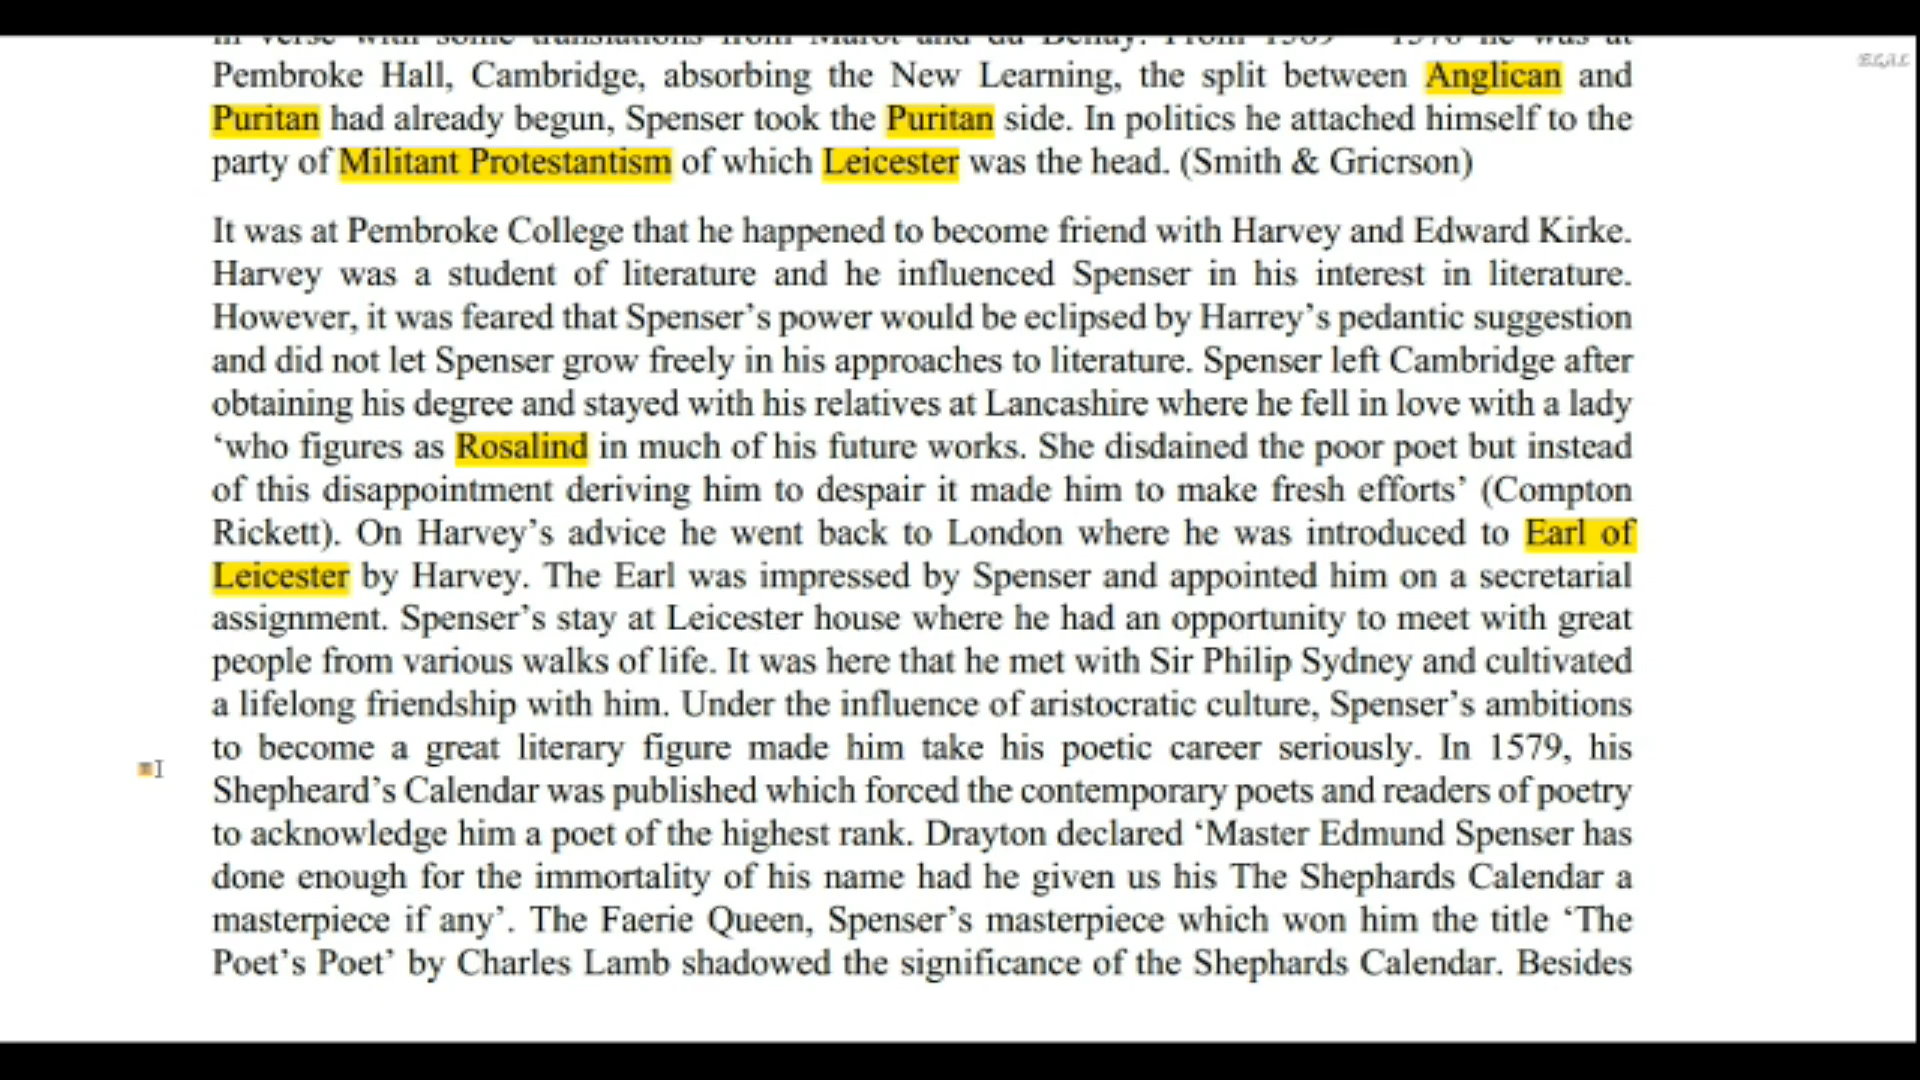 in verse with some translations from Marot and du Bellay. From 1569 – 1576 he was at
Pembroke Hall, Cambridge, absorbing the New Learning, the split between Anglican and
Puritan had already begun, Spenser took the Puritan side. In politics he attached himself to the
party of Militant Protestantism of which Leicester was the head. (Smith & Gricrson)
It was at Pembroke College that he happened to become friend with Harvey and Edward Kirke.
Harvey was a student of literature and he influenced Spenser in his interest in literature.
However, it was feared that Spenser’s power would be eclipsed by Harrey’s pedantic suggestion
and did not let Spenser grow freely in his approaches to literature. Spenser left Cambridge after
obtaining his degree and stayed with his relatives at Lancashire where he fell in love with a lady
‘who figures as Rosalind in much of his future works. She disdained the poor poet but instead
of this disappointment deriving him to despair it made him to make fresh efforts’ (Compton
Rickett). On Harvey’s advice he went back to London where he was introduced to Earl of
Leicester by Harvey. The Earl was impressed by Spenser and appointed him on a secretarial
assignment. Spenser’s stay at Leicester house where he had an opportunity to meet with great
people from various walks of life. It was here that he met with Sir Philip Sydney and cultivated
a lifelong friendship with him. Under the influence of aristocratic culture, Spenser’s ambitions
to become a great literary figure made him take his poetic career seriously. In 1579, his
Shepheard’s Calendar was published which forced the contemporary poets and readers of poetry
to acknowledge him a poet of the highest rank. Drayton declared ‘Master Edmund Spenser has
done enough for the immortality of his name had he given us his The Shephards Calendar a
masterpiece if any’. The Faerie Queen, Spenser’s masterpiece which won him the title ‘The
Poet’s Poet’ by Charles Lamb shadowed the significance of the Shephards Calendar. Besides